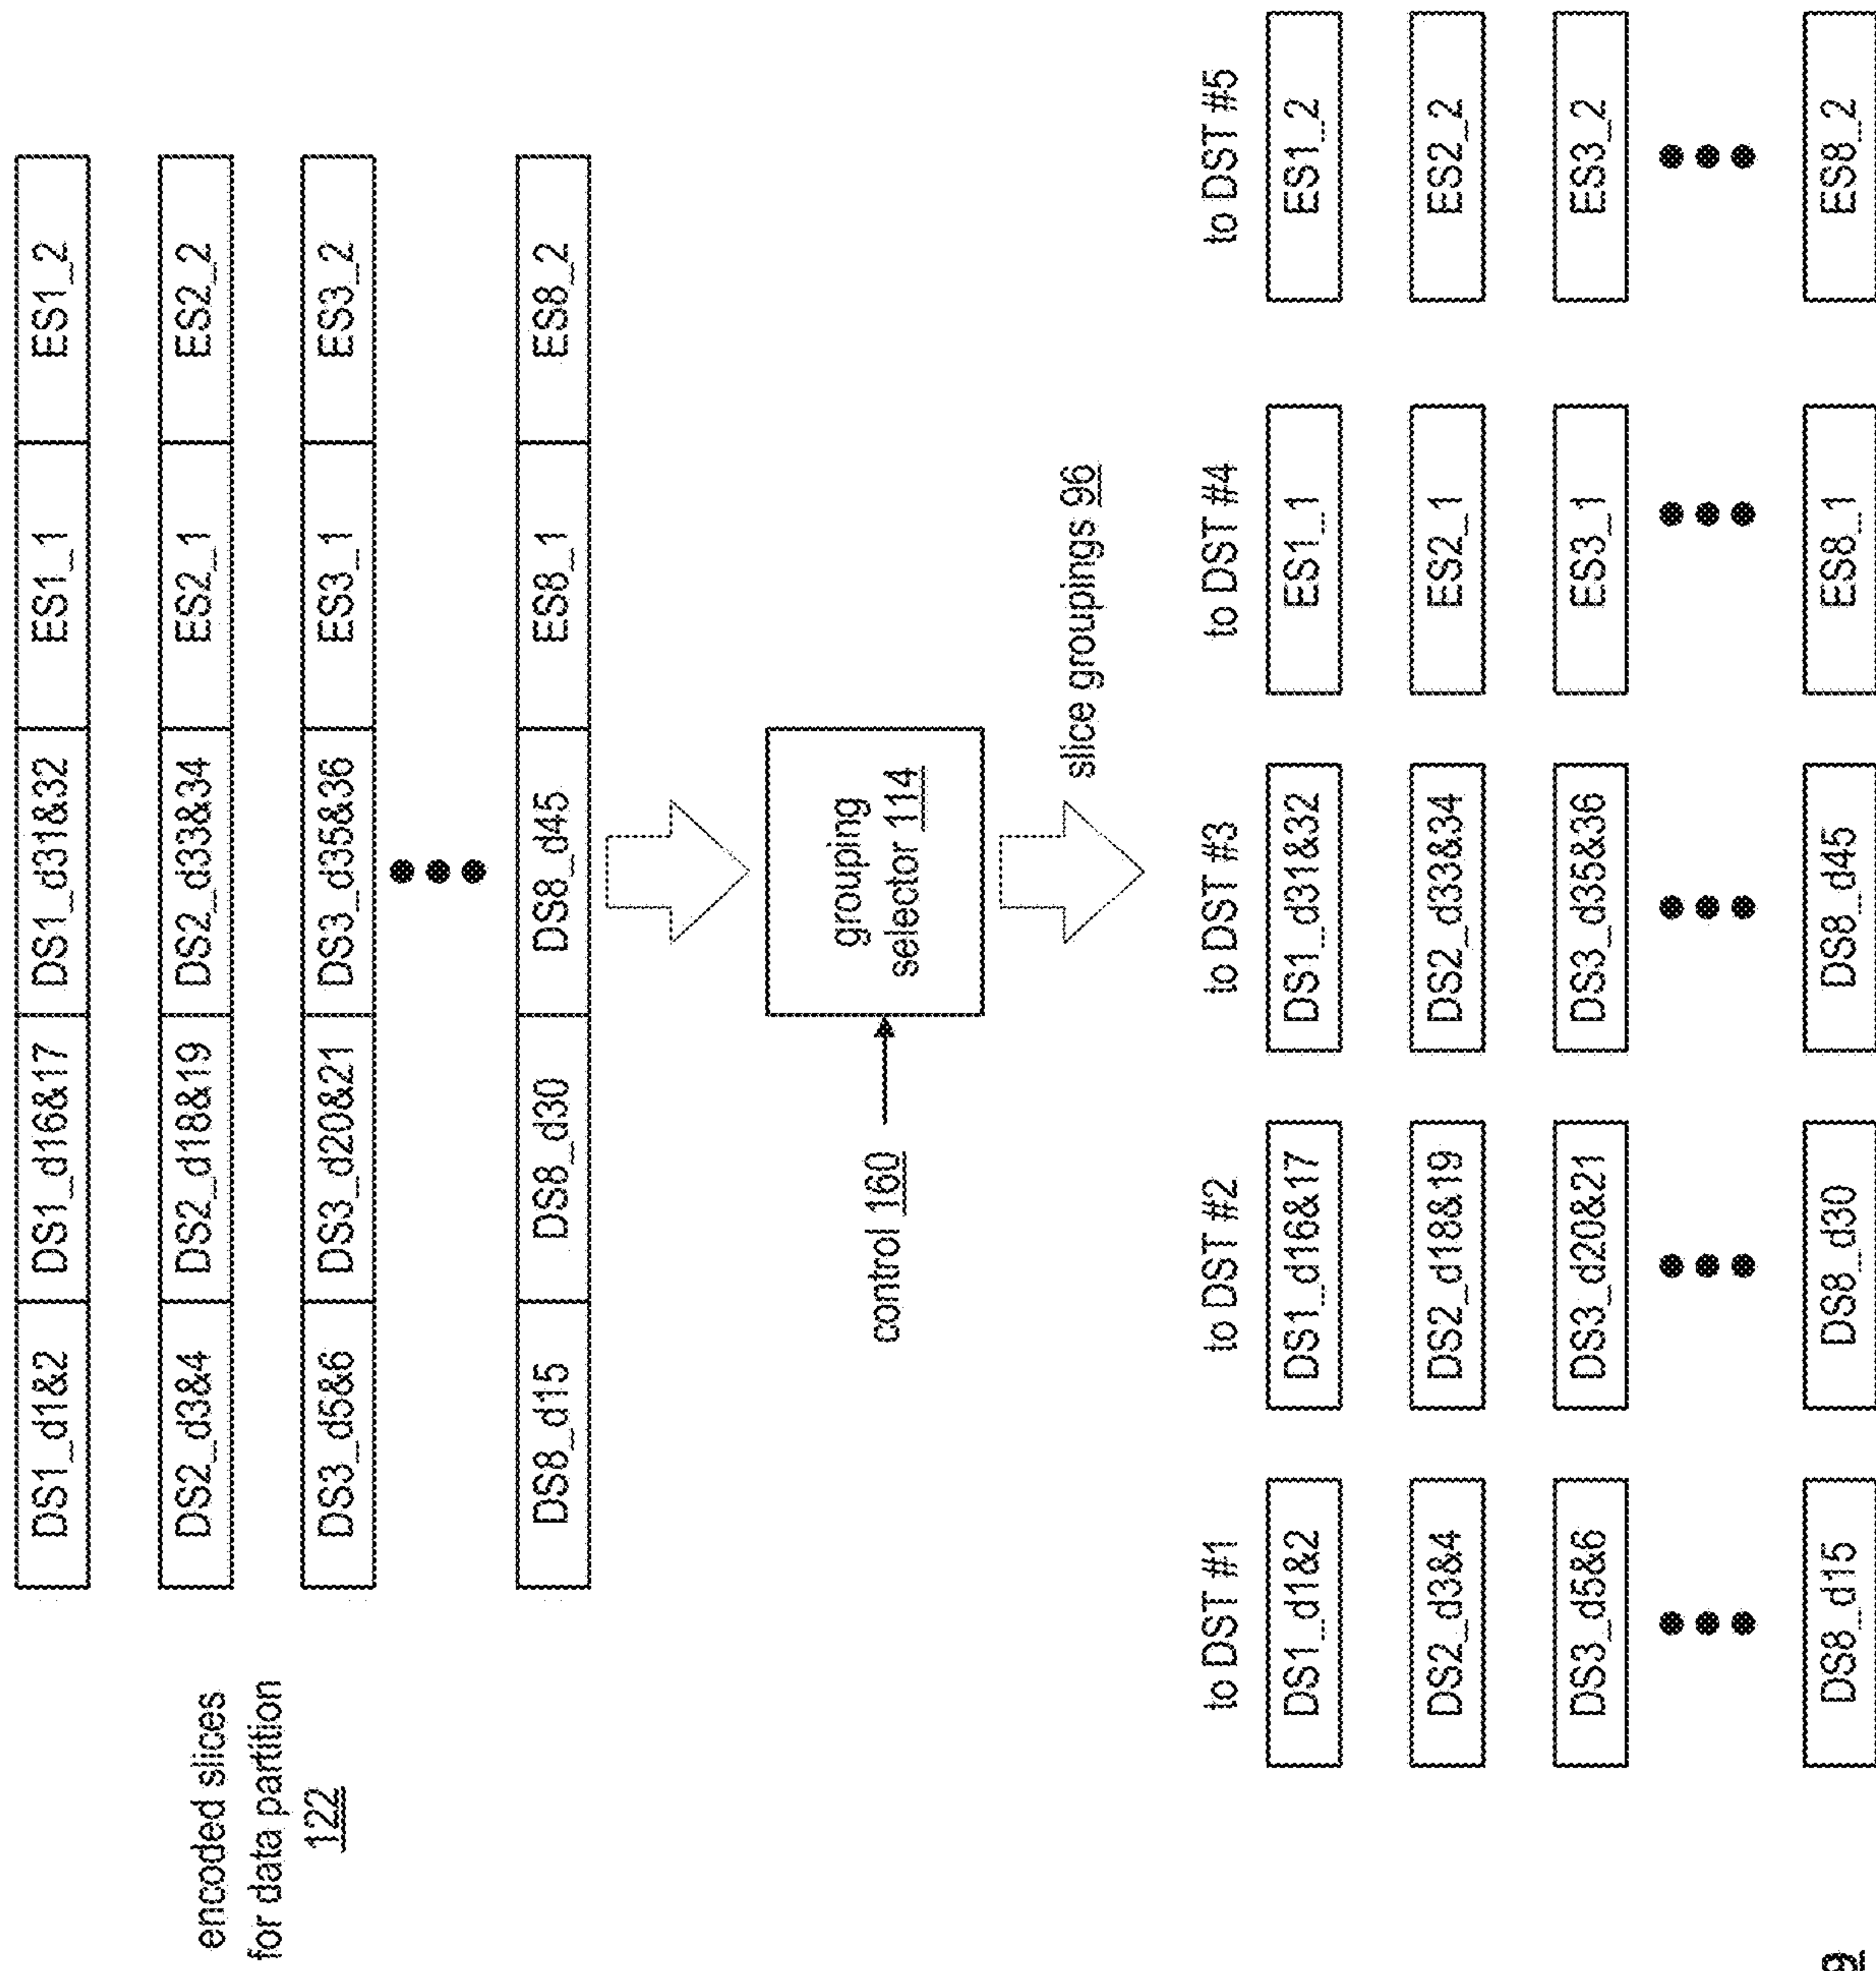 encoded slices
for data partition
122
DS1_d1&2 DS1_d16&17 DS1_d31&32 ES1_1 ES1_2
DS2_d3&4 DS2_d18&19 DS2_d33&34 ES2_1 ES2_2
DS3_d5&6 DS3_d20&21 DS3_d35&36 ES3_1 ES3_2
DS8_d15 DS8_d30 DS8_d45 ES8_1 ES8_2
control 160
grouping
selector 114
slice groupings 96
to DST #1 to DST #2 to DST #3 to DST #4 to DST #5
DS1_d1&2 DS1_d16&17 DS1_d31&32 ES1_1 ES1_2
DS2_d3&4 DS2_d18&19 DS2_d33&34 ES2_1 ES2_2
DS3_d5&6 DS3_d20&21 DS3_d35&36 ES3_1 ES3_2
DS8_d15 DS8_d30 DS8_d45 ES8_1 ES8_2